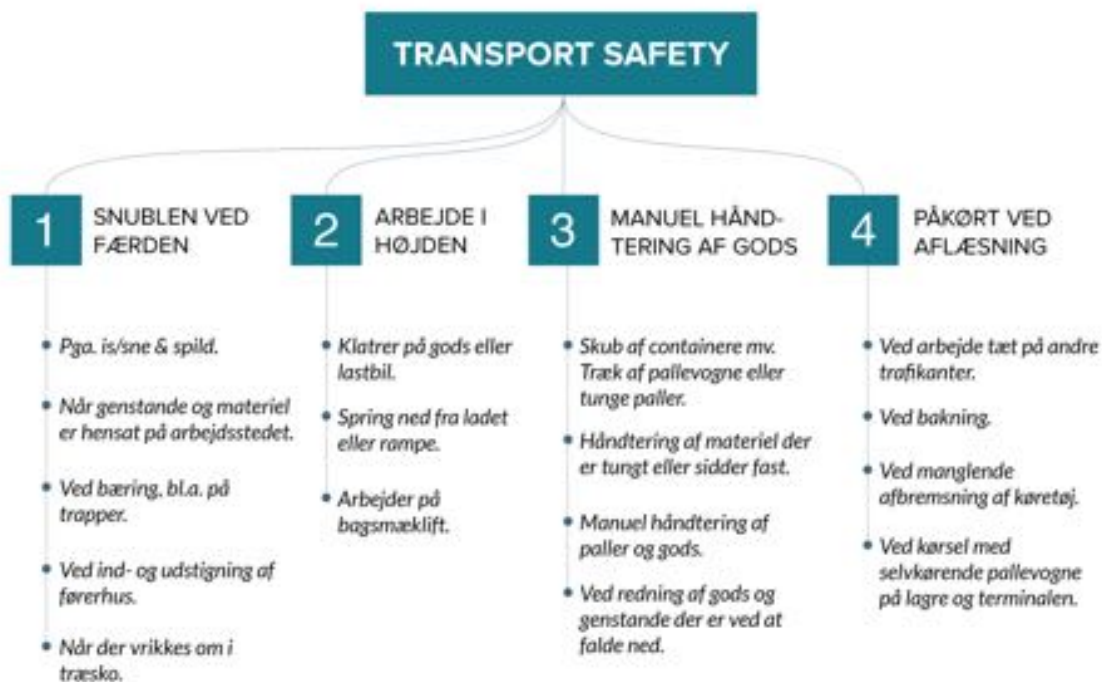 TRANSPORT SAFETY
1
SNUBLEN VED
FÆRDEN
Pga. is/sne & spild.
Når genstande og materiel
er hensat på arbejdsstedet.
Ved bæring, bl.a. på
trapper.
Ved ind- og udstigning af
førerhus.
Når der vrikkes om i
træsko.
2
ARBEJDE I
HØJDEN
Klatrer på gods eller
lastbil.
Spring ned fra ladet
eller rampe.
Arbejder på
bagsmæklift.
3
MANUEL HÅND-
TERING AF GODS
Skub af containere mv.
Træk af pallevogne eller
tunge paller.
Håndtering af materiel der
er tungt eller sidder fast.
Manuel håndtering af
paller og gods.
Ved redning af gods og
genstande der er ved at
falde ned.
4
PÅKØRT VED
AFLÆSNING
Ved arbejde tæt på andre
trafikanter.
Ved bakning.
Ved manglende
afbremsning af køretøj.
Ved kørsel med
selvkørende pallevogne
på lagre og terminalen.